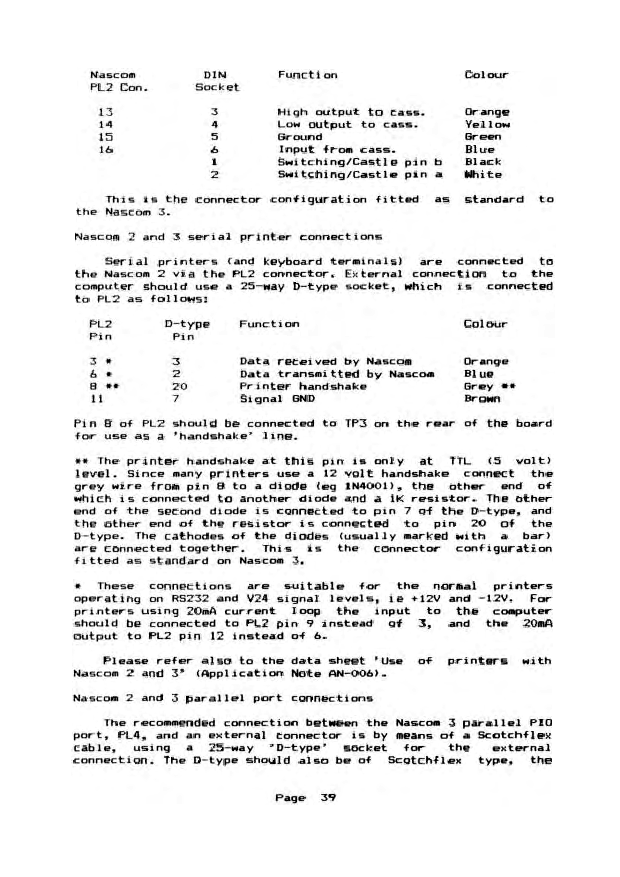 Nascom DIN Function Colour
PL2 Con. Socket
13 3 High output to cass. Orange
14 4 Low output to cass. Yellow
15 5 Ground Green
16 6 Input from cass. Blue
1 Switching/Castle pin b Black
2 Switching/Castle pin a White
This is the connector configuration fitted as standard to
the Nascom 3.
Nascom 2 and 3 serial printer connections
Serial printers (and keyboard terminals) are connected to
the Nascom 2 via the PL2 connector. External connection to the
computer should use a 25-way D-type socket, which is connected
to PL2 as follows:
PL2 D-type Function Colour
Pin Pin
3 * 3 Data received by Nascom Orange
6 * 2 Data transmitted by Nascom Blue
8 ** 20 Printer handshake Grey **
11 7 Signal GND Brown
Pin 8 of PL2 should be connected to TP3 on the rear of the board
for use as a 'handshake' line.
** The printer handshake at this pin is only at TTL (5 volt)
level. Since many printers use a 12 volt handshake connect the
grey wire from pin 8 to a diode (eg 1N4001), the other end of
which is connected to another diode and a 1K resistor. The other
end of the second diode is connected to pin 7 of the D-type, and
the other end of the resistor is connected to pin 20 of the
D-type. The cathodes of the diodes (usually marked with a bar)
are connected together. This is the connector configuration
fitted as standard on Nascom 3.
* These connections are suitable for the normal printers
operating on RS232 and V24 signal levels, ie +12V and -12V. For
printers using 20mA current loop the input to the computer
should be connected to PL2 pin 9 instead of 3, and the 20mA
output to PL2 pin 12 instead of 6.
Please refer also to the data sheet 'Use of printers with
Nascom 2 and 3' (Application Note AN-006).
Nascom 2 and 3 parallel port connections
The recommended connection between the Nascom 3 parallel PIO
port, PL4, and an external connector is by means of a Scotchflex
cable, using a 25-way 'D-type' socket for the external
connection. The D-type should also be of Scotchflex type, the
Page 39